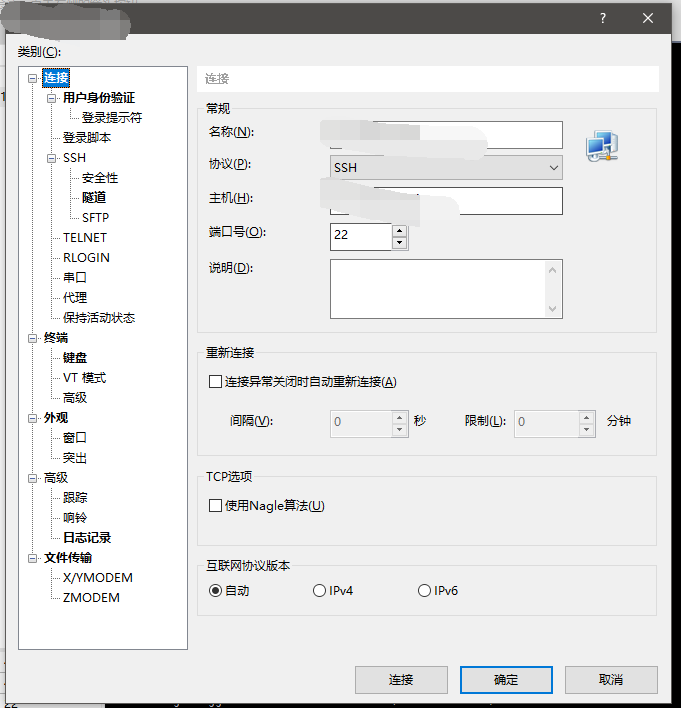 类别(C):
连接
用户身份验证
登录提示符
登录脚本
SSH
安全性
隧道
SFTP
TELNET
RLOGIN
串口
代理
保持活动状态
终端
键盘
VT 模式
高级
外观
窗口
突出
高级
跟踪
响铃
日志记录
文件传输
X/YMODEM
ZMODEM
连接
常规
名称(N):
协议(P): SSH
主机(H):
端口号(O): 22
说明(D):
重新连接
连接异常关闭时自动重新连接(A)
间隔(V): 0 秒 限制(L): 0 分钟
TCP选项
使用Nagle算法(U)
互联网协议版本
自动 IPv4 IPv6
连接 确定 取消